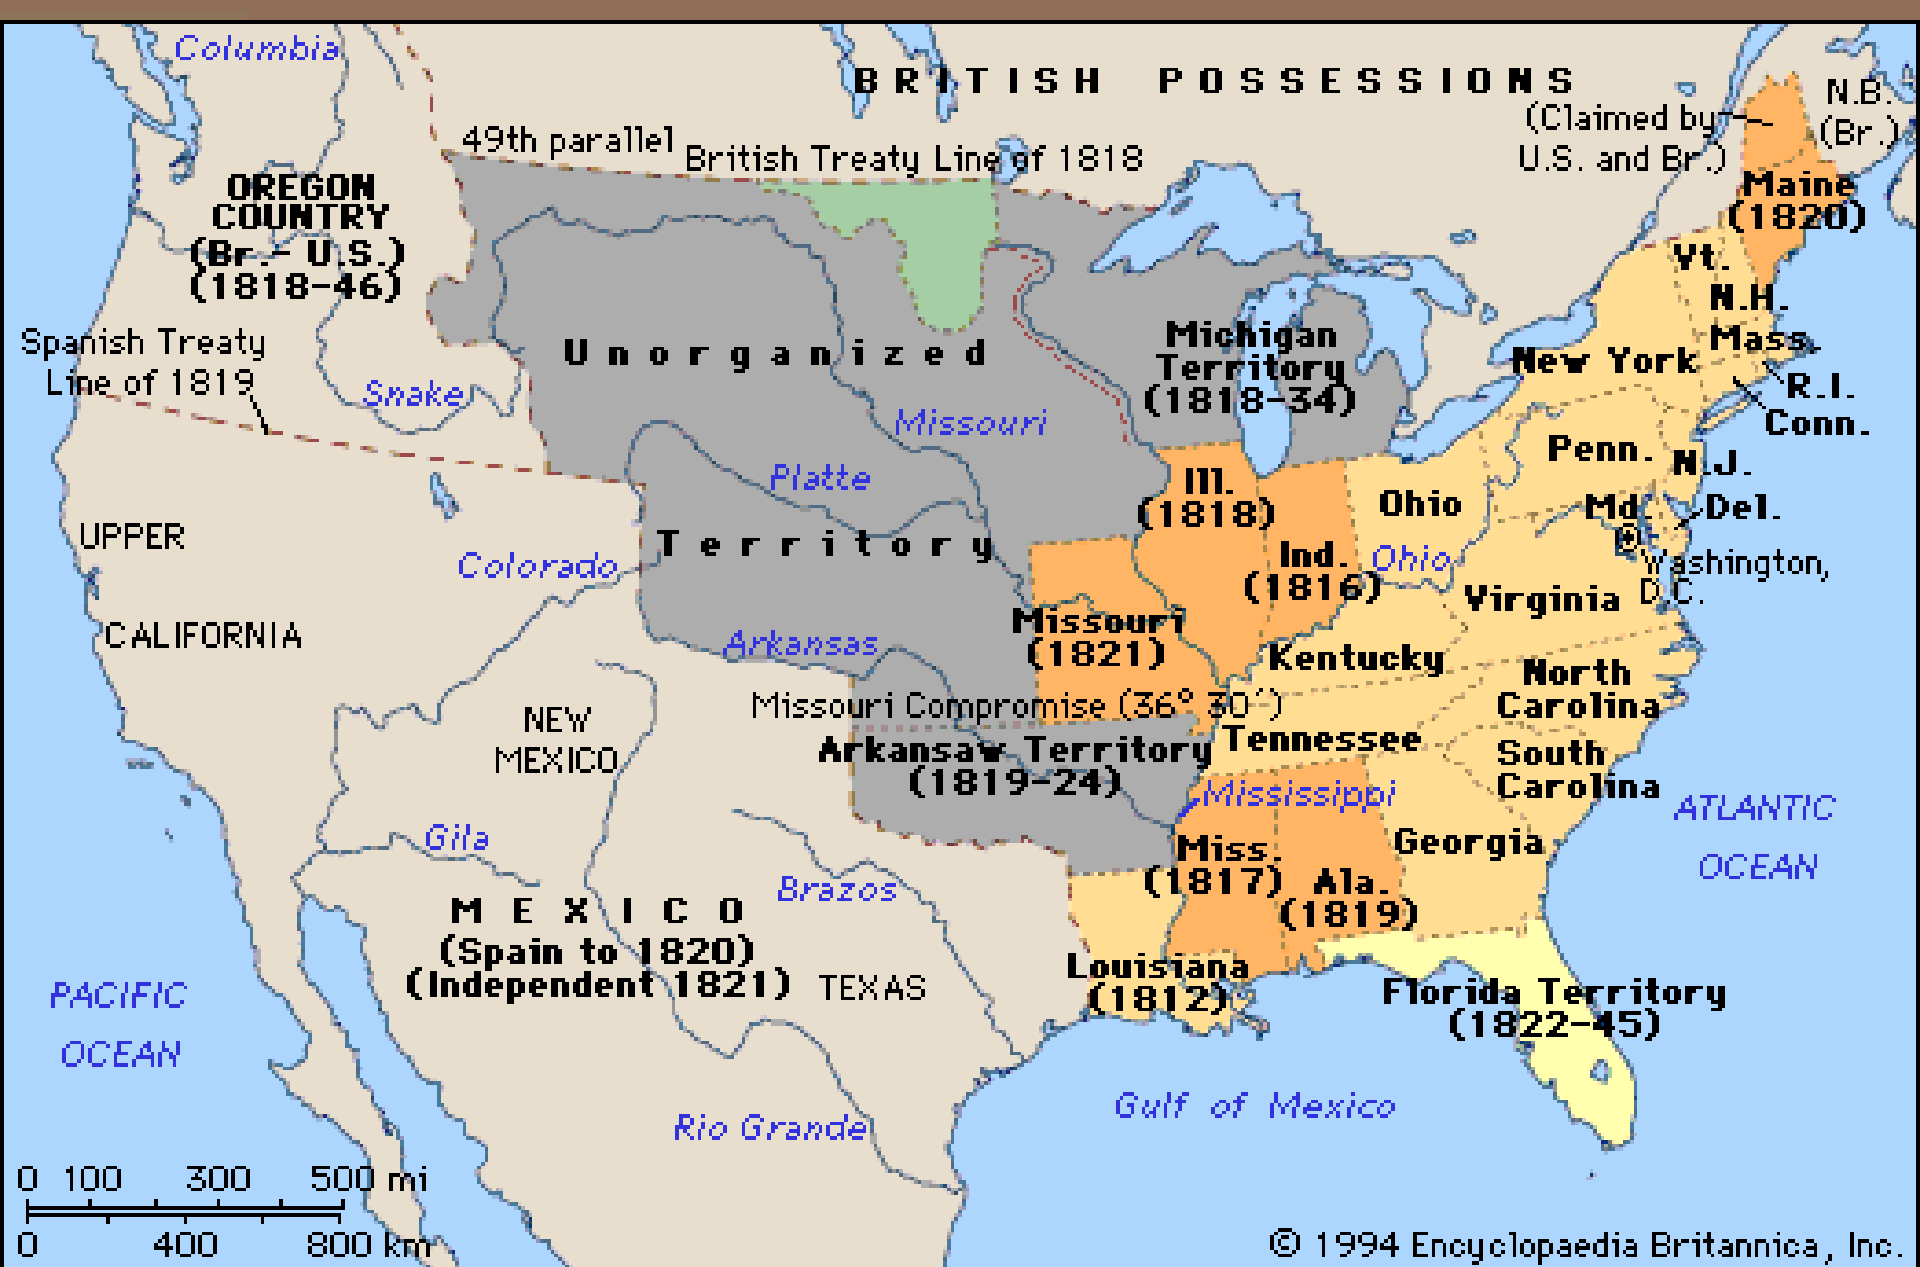 Columbia
BRITISH POSSESSIONS
49th parallel
British Treaty Line of 1818
(Claimed by
U.S. and Br.)
N.B.
(Br.)
Maine
(1820)
OREGON
COUNTRY
(Br.- U.S.)
(1818-46)
Vt.
N.H.
Mass.
R.I.
Conn.
New York
Spanish Treaty
Line of 1819
Snake
Unorganized
Territory
Missouri
Platte
Michigan
Territory
(1818-34)
Penn.
N.J.
Md.
Del.
Washington,
D.C.
Ohio
Ohio
Ill.
(1818)
Ind.
(1816)
Virginia
UPPER
CALIFORNIA
Colorado
Arkansas
Missouri
(1821)
Kentucky
North
Carolina
Missouri Compromise (36° 30')
NEW
MEXICO
Arkansaw Territory
(1819-24)
Tennessee
South
Carolina
Mississippi
ATLANTIC
OCEAN
Gila
Brazos
Miss.
(1817)
Ala.
(1819)
Georgia
MEXICO
(Spain to 1820)
(Independent 1821)
TEXAS
Louisiana
(1812)
Florida Territory
(1822-45)
PACIFIC
OCEAN
Rio Grande
Gulf of Mexico
0 100 300 500 mi
0 400 800 km
© 1994 Encyclopaedia Britannica, Inc.